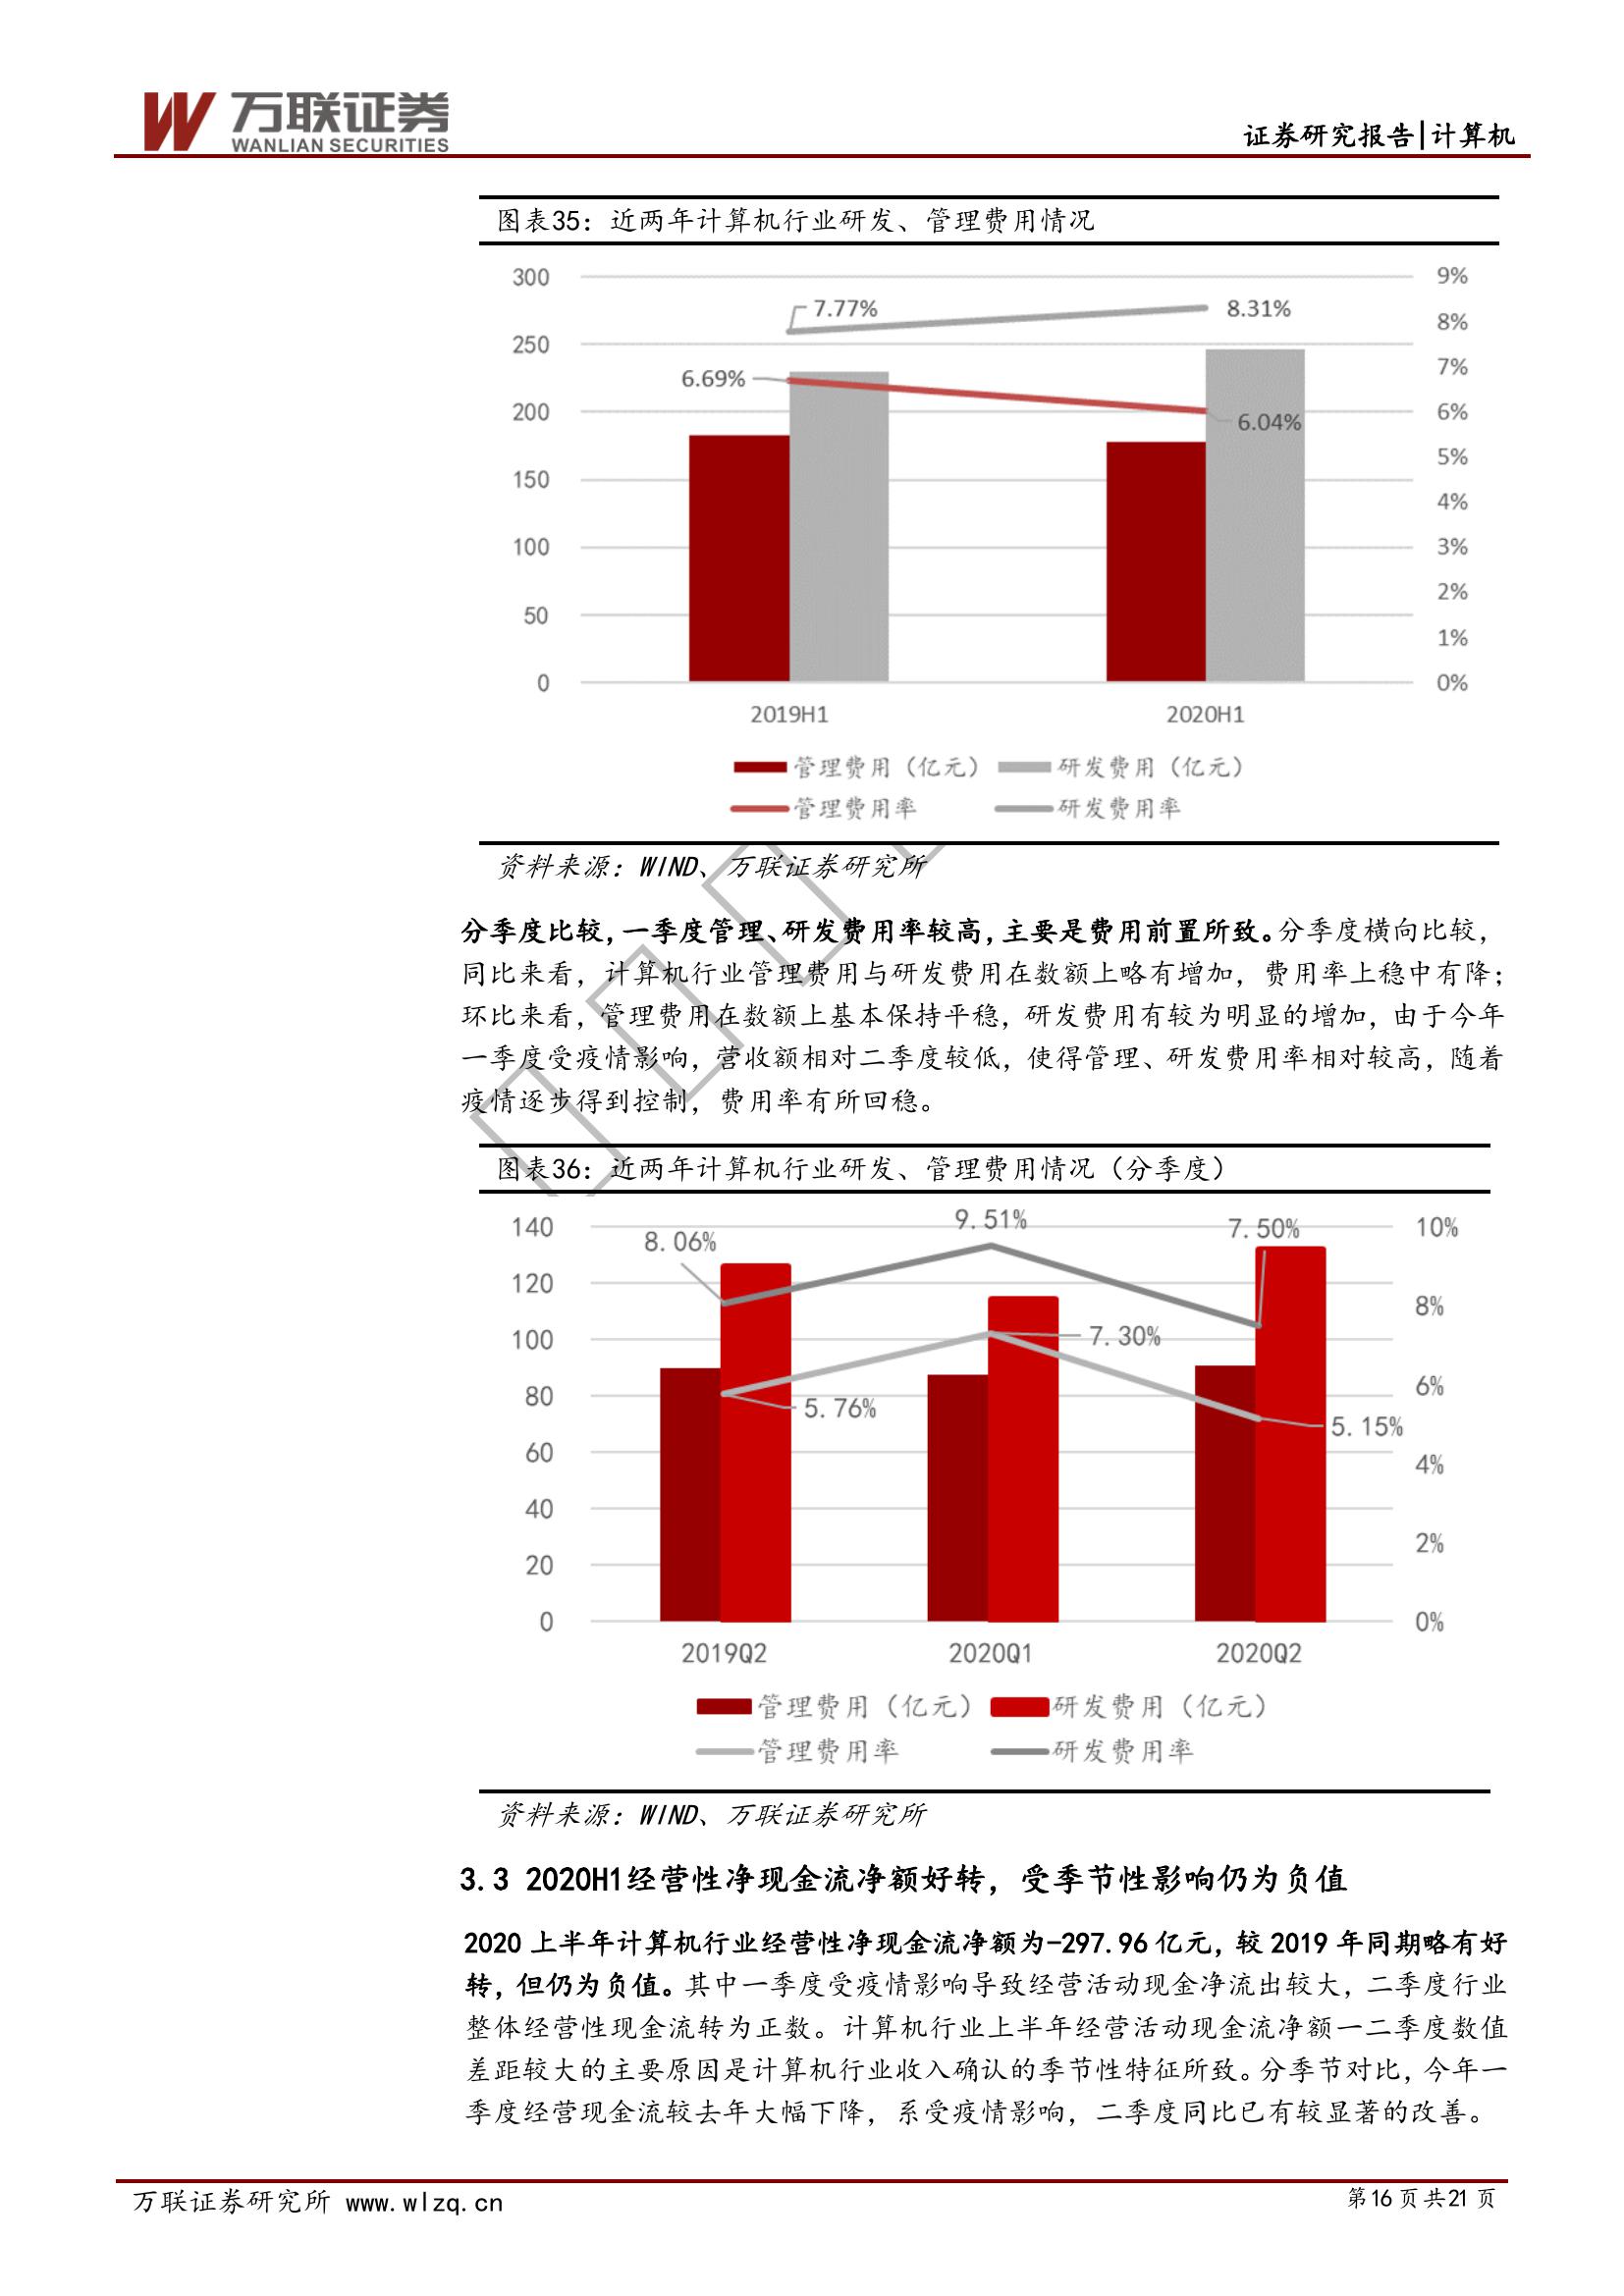 万联证券
WANLIAN SECURITIES
证券研究报告|计算机
图表35：近两年计算机行业研发、管理费用情况
300
250
200
150
100
50
0
9%
8%
7%
6%
5%
4%
3%
2%
1%
0%
7.77%
8.31%
6.69%
6.04%
2019H1
2020H1
管理费用（亿元） 研发费用（亿元）
管理费用率 研发费用率
资料来源：WIND、万联证券研究所
分季度比较，一季度管理、研发费用率较高，主要是费用前置所致。分季度横向比较，
同比来看，计算机行业管理费用与研发费用在数额上略有增加，费用率上稳中有降；
环比来看，管理费用在数额上基本保持平稳，研发费用有较为明显的增加，由于今年
一季度受疫情影响，营收额相对二季度较低，使得管理、研发费用率相对较高，随着
疫情逐步得到控制，费用率有所回稳。
图表36：近两年计算机行业研发、管理费用情况（分季度）
140
120
100
80
60
40
20
0
10%
8%
6%
4%
2%
0%
8.06%
9.51%
7.50%
7.30%
5.76%
5.15%
2019Q2
2020Q1
2020Q2
管理费用（亿元） 研发费用（亿元）
管理费用率 研发费用率
资料来源：WIND、万联证券研究所
3.3 2020H1经营性净现金流净额好转，受季节性影响仍为负值
2020 上半年计算机行业经营性净现金流净额为-297.96 亿元，较 2019 年同期略有好
转，但仍为负值。其中一季度受疫情影响导致经营活动现金净流出较大，二季度行业
整体经营性现金流转为正数。计算机行业上半年经营活动现金流净额一二季度数值
差距较大的主要原因是计算机行业收入确认的季节性特征所致。分季节对比，今年一
季度经营现金流较去年大幅下降，系受疫情影响，二季度同比已有较显著的改善。
万联证券研究所 www.wlzq.cn
第16页共21页